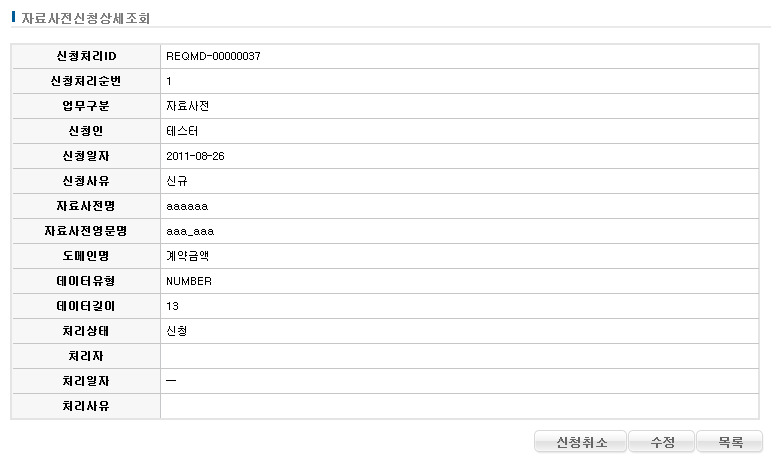 자료사전신청상세조회
신청처리ID REQMD-00000037
신청처리순번 1
업무구분 자료사전
신청인 테스터
신청일자 2011-08-26
신청사유 신규
자료사전명 aaaaaa
자료사전영문명 aaa_aaa
도메인명 계약금액
데이터유형 NUMBER
데이터길이 13
처리상태 신청
처리자
처리일자 --
처리사유
신청취소 수정 목록